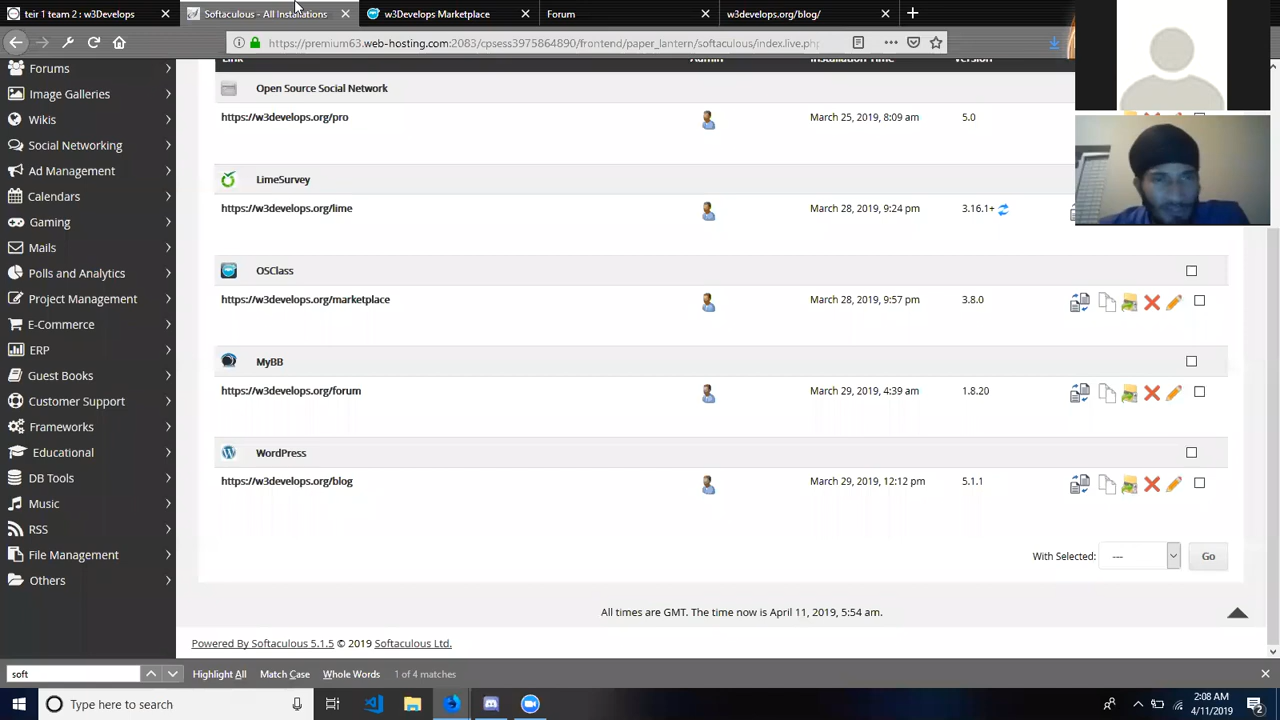 teir 1 team 2 : w3Develops
Softaculous - All Installations
w3Develops Marketplace
Forum
w3develops.org/blog/
https://premium63.web-hosting.com:2083/cpsess3975864890/frontend/paper_lantern/softaculous/index.live.php
Link Admin Installation Time Version
Forums
Image Galleries
Wikis
Social Networking
Ad Management
Calendars
Gaming
Mails
Polls and Analytics
Project Management
E-Commerce
ERP
Guest Books
Customer Support
Frameworks
Educational
DB Tools
Music
RSS
File Management
Others
Open Source Social Network
https://w3develops.org/pro March 25, 2019, 8:09 am 5.0
LimeSurvey
https://w3develops.org/lime March 28, 2019, 9:24 pm 3.16.1+
OSClass
https://w3develops.org/marketplace March 28, 2019, 9:57 pm 3.8.0
MyBB
https://w3develops.org/forum March 29, 2019, 4:39 am 1.8.20
WordPress
https://w3develops.org/blog March 29, 2019, 12:12 pm 5.1.1
With Selected: --- Go
All times are GMT. The time now is April 11, 2019, 5:54 am.
Powered By Softaculous 5.1.5 © 2019 Softaculous Ltd.
soft Highlight All Match Case Whole Words 1 of 4 matches
Type here to search
2:08 AM
4/11/2019
2